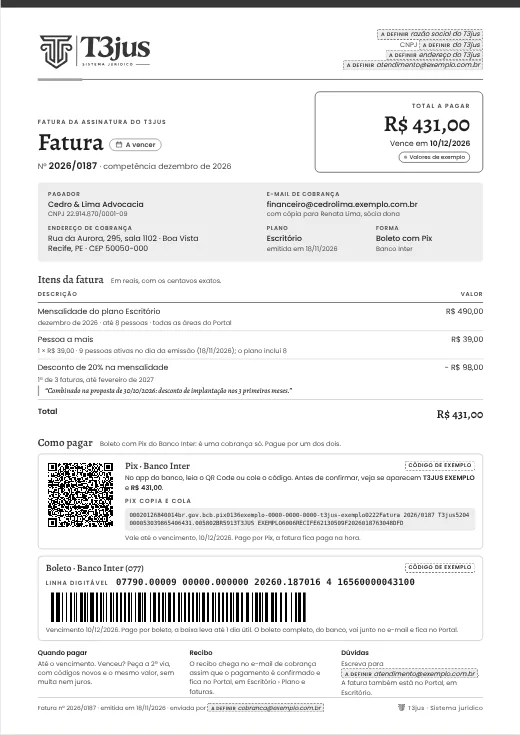 T3jus
SISTEMA JURÍDICO
A DEFINIR razão social do T3jus
CNPJ A DEFINIR do T3jus
A DEFINIR endereço do T3jus
A DEFINIR atendimento@exemplo.com.br
FATURA DA ASSINATURA DO T3JUS
Fatura A vencer
Nº 2026/0187 · competência dezembro de 2026
TOTAL A PAGAR
R$ 431,00
Vence em 10/12/2026
Valores de exemplo
PAGADOR
Cedro & Lima Advocacia
CNPJ 22.914.870/0001-09
E-MAIL DE COBRANÇA
financeiro@cedrolima.exemplo.com.br
com cópia para Renata Lima, sócia dona
ENDEREÇO DE COBRANÇA
Rua da Aurora, 295, sala 1102 · Boa Vista
Recife, PE · CEP 50050-000
PLANO
Escritório
emitida em 18/11/2026
FORMA
Boleto com Pix
Banco Inter
Itens da fatura Em reais, com os centavos exatos.
DESCRIÇÃO VALOR
Mensalidade do plano Escritório R$ 490,00
dezembro de 2026 · até 8 pessoas · todas as áreas do Portal
Pessoa a mais R$ 39,00
1 × R$ 39,00 · 9 pessoas ativas no dia da emissão (18/11/2026); o plano inclui 8
Desconto de 20% na mensalidade - R$ 98,00
1º de 3 faturas, até fevereiro de 2027
"Combinado na proposta de 30/10/2026: desconto de implantação nos 3 primeiros meses."
Total R$ 431,00
Como pagar Boleto com Pix do Banco Inter: é uma cobrança só. Pague por um dos dois.
Pix · Banco Inter CÓDIGO DE EXEMPLO
No app do banco, leia o QR Code ou cole o código. Antes de confirmar, veja se aparecem T3JUS EXEMPLO
e R$ 431,00.
PIX COPIA E COLA
Vale até o vencimento, 10/12/2026. Pago por Pix, a fatura fica paga na hora.
Boleto · Banco Inter (077) CÓDIGO DE EXEMPLO
LINHA DIGITÁVEL 07790.00009 00000.000000 20260.187016 4 16560000043100
Vencimento 10/12/2026. Pago por boleto, a baixa leva até 1 dia útil. O boleto completo, do banco, vai junto no e-mail e fica no Portal.
Quando pagar
Até o vencimento. Venceu? Peça a 2ª via,
com códigos novos e o mesmo valor, sem
multa nem juros.
Recibo
O recibo chega no e-mail de cobrança
assim que o pagamento é confirmado e
fica no Portal, em Escritório › Plano e
faturas.
Dúvidas
Escreva para
A DEFINIR atendimento@exemplo.com.br
A fatura também está no Portal, em
Escritório.
Fatura nº 2026/0187 · emitida em 18/11/2026 · enviada por A DEFINIR cobranca@exemplo.com.br
T3jus · Sistema jurídico